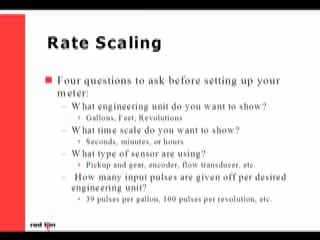 Rate Scaling
Four questions to ask before setting up your
meter:
– What engineering unit do you want to show?
• Gallons, Feet, Revolutions
– What time scale do you want to show?
• Seconds, minutes, or hours
– What type of sensor are using?
• Pickup and gear, encoder, flow transducer, etc.
– How many input pulses are given off per desired
engineering unit?
• 39 pulses per gallon, 100 pulses per revolution, etc.
red lion